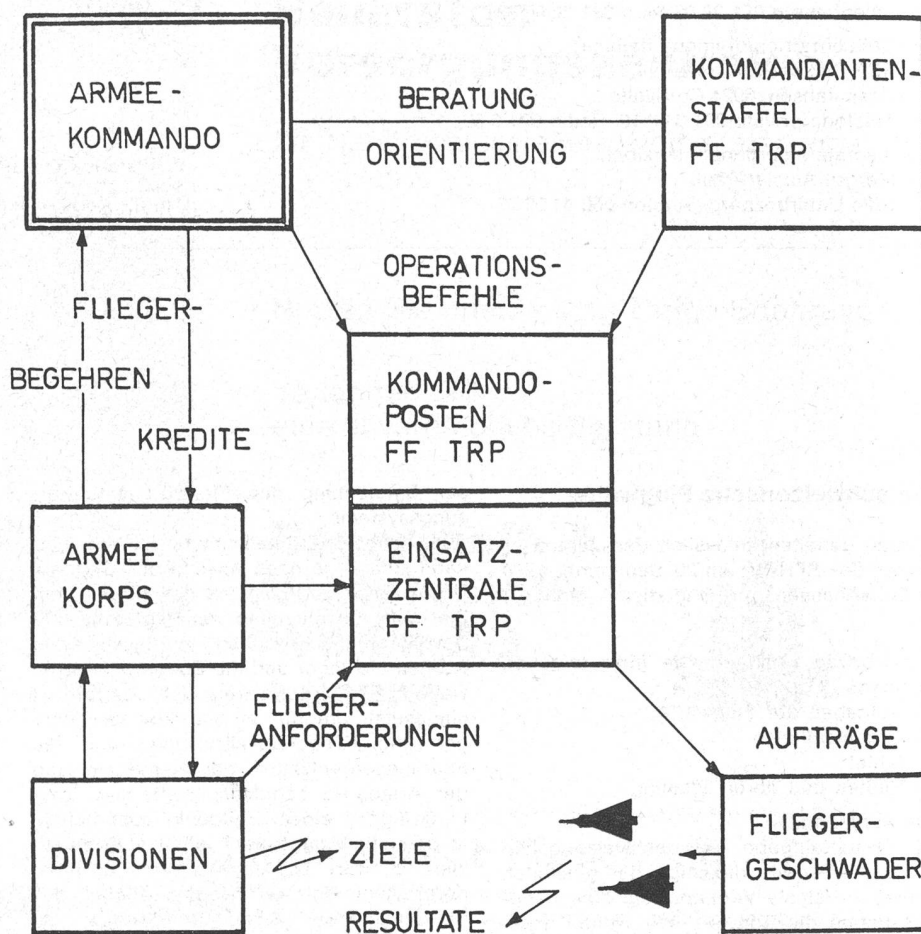 ARMEE-
KOMMANDO
BERATUNG
ORIENTIERUNG
KOMMANDANTEN-
STAFFEL
FF TRP
OPERATIONS-
BEFEHLE
FLIEGER-
BEGEHREN
KREDITE
KOMMANDO-
POSTEN
FF TRP
ARMEE
KORPS
EINSATZ-
ZENTRALE
FF TRP
FLIEGER-
ANFORDERUNGEN
AUFTRÄGE
DIVISIONEN
ZIELE
RESULTATE
FLIEGER-
GESCHWADER